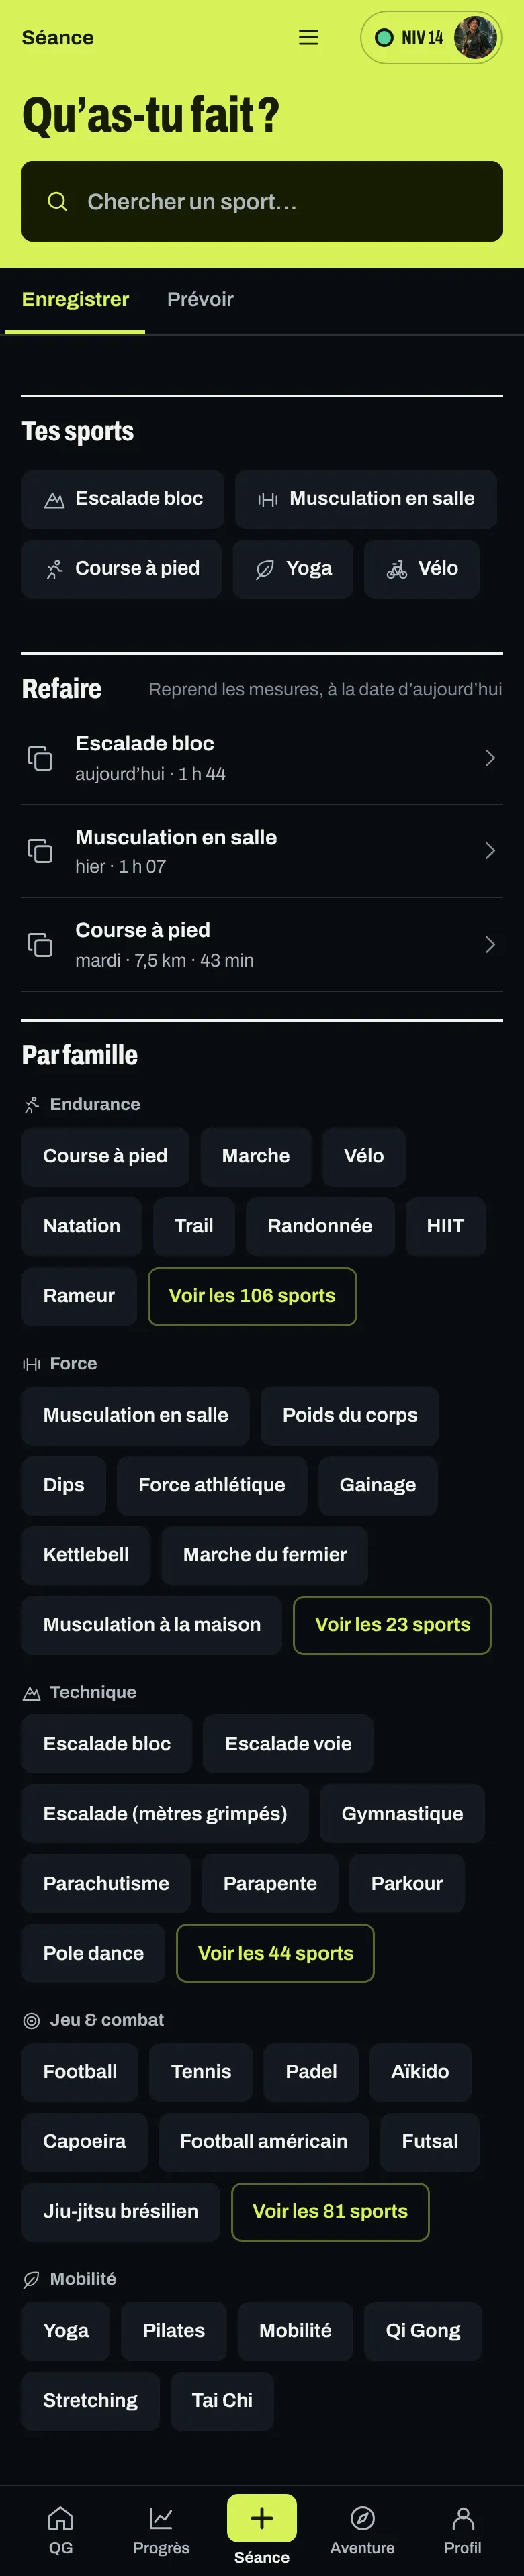 Séance
NIV 14
Qu’as-tu fait ?
Chercher un sport…
Enregistrer
Prévoir
Tes sports
Escalade bloc
Musculation en salle
Course à pied
Yoga
Vélo
Refaire
Reprend les mesures, à la date d’aujourd’hui
Escalade bloc
aujourd’hui · 1 h 44
Musculation en salle
hier · 1 h 07
Course à pied
mardi · 7,5 km · 43 min
Par famille
Endurance
Course à pied
Marche
Vélo
Natation
Trail
Randonnée
HIIT
Rameur
Voir les 106 sports
Force
Musculation en salle
Poids du corps
Dips
Force athlétique
Gainage
Kettlebell
Marche du fermier
Musculation à la maison
Voir les 23 sports
Technique
Escalade bloc
Escalade voie
Escalade (mètres grimpés)
Gymnastique
Parachutisme
Parapente
Parkour
Pole dance
Voir les 44 sports
Jeu & combat
Football
Tennis
Padel
Aïkido
Capoeira
Football américain
Futsal
Jiu-jitsu brésilien
Voir les 81 sports
Mobilité
Yoga
Pilates
Mobilité
Qi Gong
Stretching
Tai Chi
QG
Progrès
Séance
Aventure
Profil